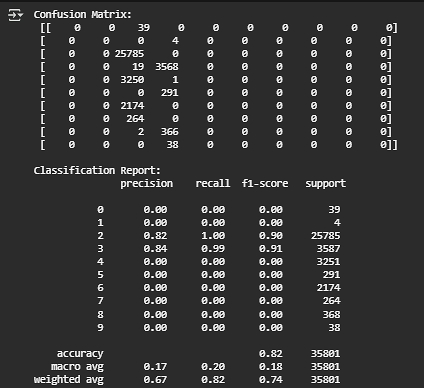 Confusion Matrix:
[[    0     0    39     0     0     0     0     0     0     0]
[    0     0     0     4     0     0     0     0     0     0]
[    0     0 25785     0     0     0     0     0     0     0]
[    0     0    19  3568     0     0     0     0     0     0]
[    0     0  3250     1     0     0     0     0     0     0]
[    0     0     0   291     0     0     0     0     0     0]
[    0     0  2174     0     0     0     0     0     0     0]
[    0     0   264     0     0     0     0     0     0     0]
[    0     0     2   366     0     0     0     0     0     0]
[    0     0     0    38     0     0     0     0     0     0]]
Classification Report:
precision    recall  f1-score   support
0       0.00      0.00      0.00        39
1       0.00      0.00      0.00         4
2       0.82      1.00      0.90     25785
3       0.84      0.99      0.91      3587
4       0.00      0.00      0.00      3251
5       0.00      0.00      0.00       291
6       0.00      0.00      0.00      2174
7       0.00      0.00      0.00       264
8       0.00      0.00      0.00       368
9       0.00      0.00      0.00        38
accuracy                           0.82     35801
macro avg       0.17      0.20      0.18     35801
weighted avg       0.67      0.82      0.74     35801